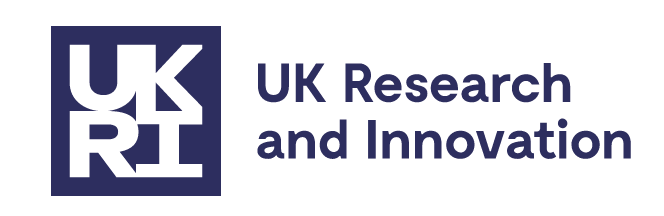 UK
RI
UK Research
and Innovation